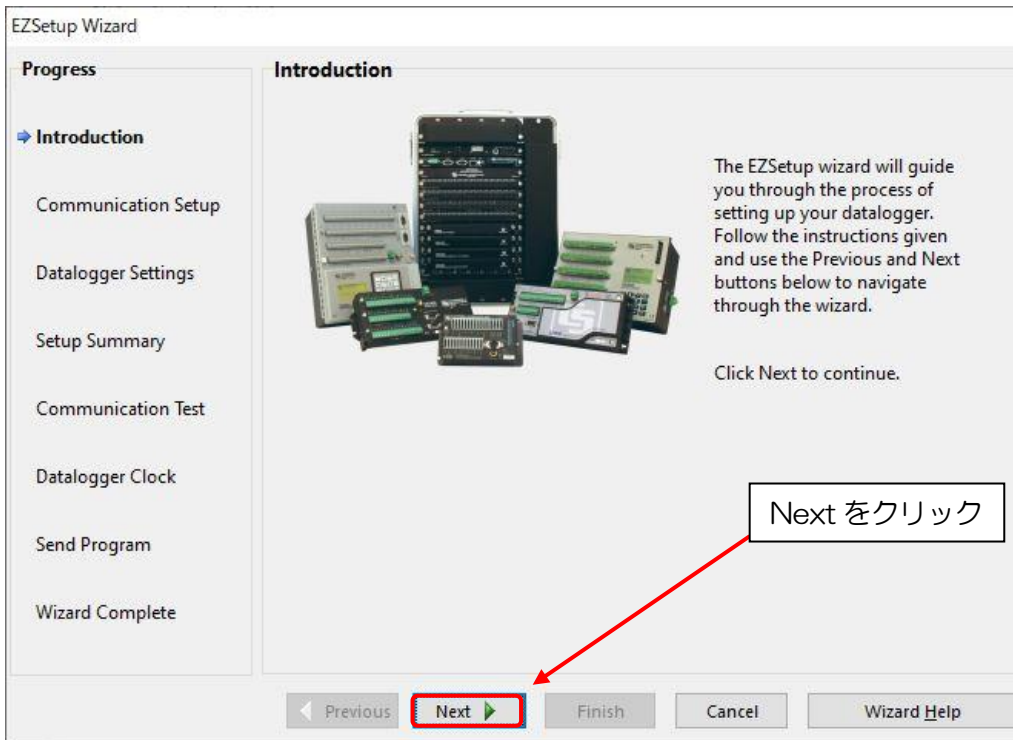 EZSetup Wizard
Progress
Introduction
Communication Setup
Datalogger Settings
Setup Summary
Communication Test
Datalogger Clock
Send Program
Wizard Complete
Introduction
The EZSetup wizard will guide
you through the process of
setting up your datalogger.
Follow the instructions given
and use the Previous and Next
buttons below to navigate
through the wizard.
Click Next to continue.
Next をクリック
Previous
Next
Finish
Cancel
Wizard Help